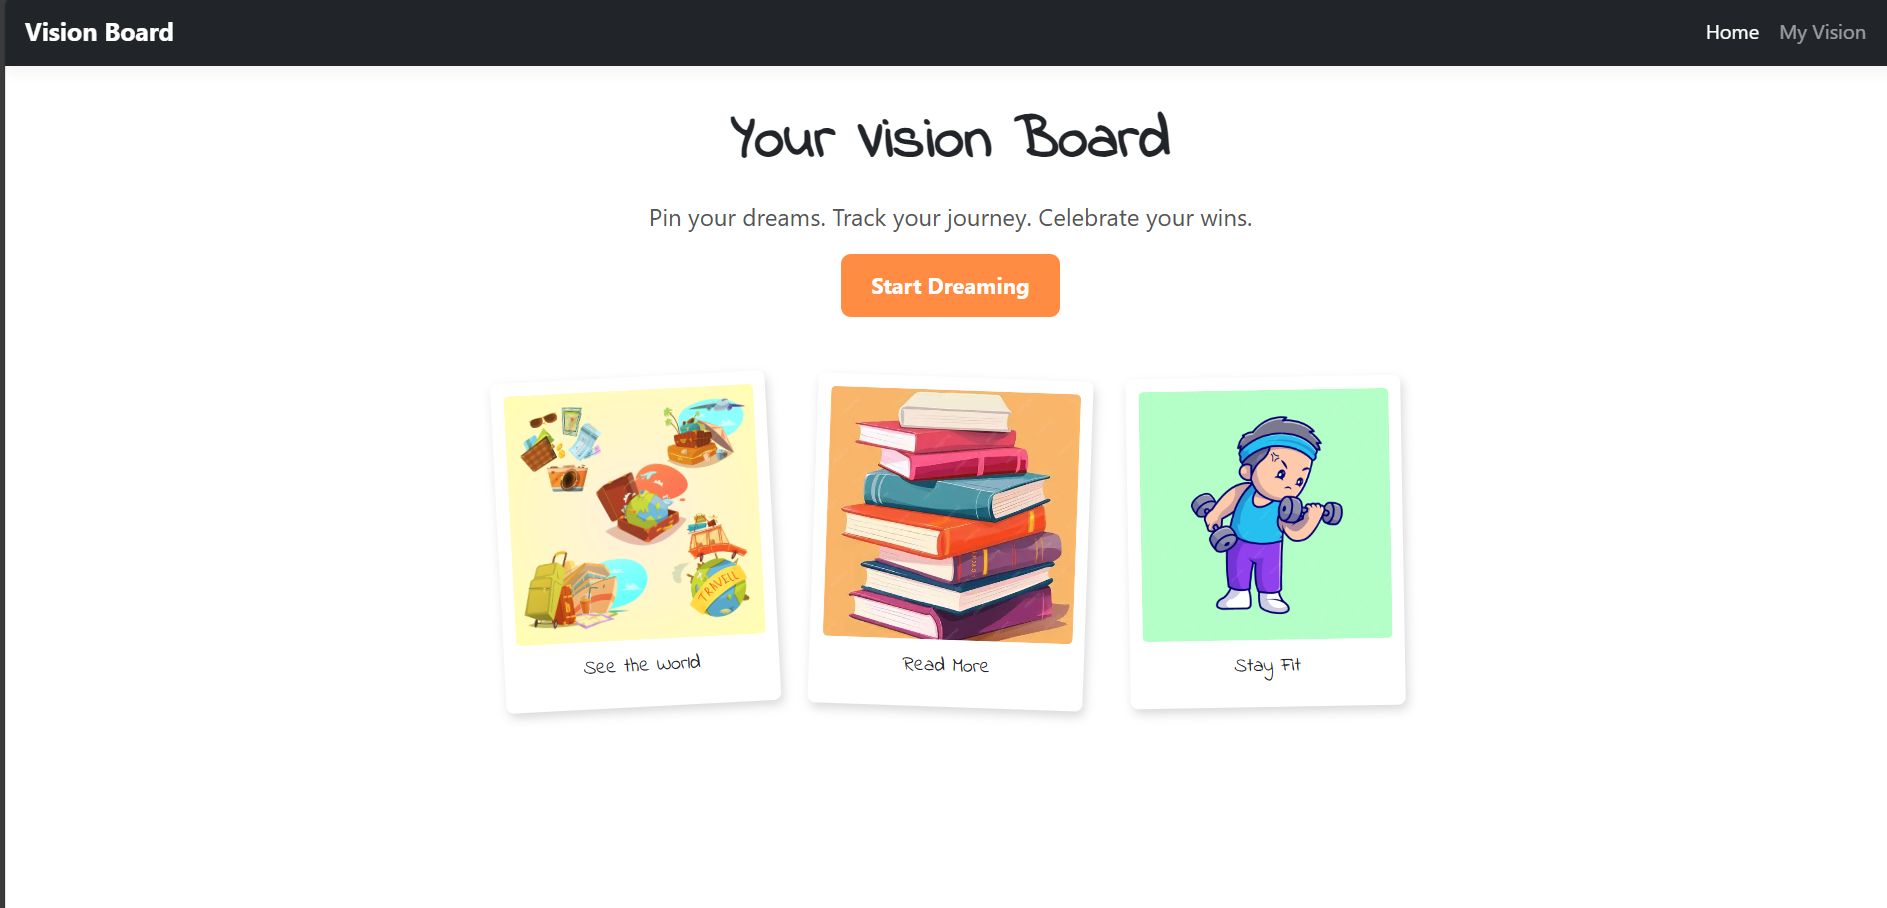 Vision Board
Home My Vision
Your Vision Board
Pin your dreams. Track your journey. Celebrate your wins.
Start Dreaming
TRAVELL
See the World
Read More
Stay Fit